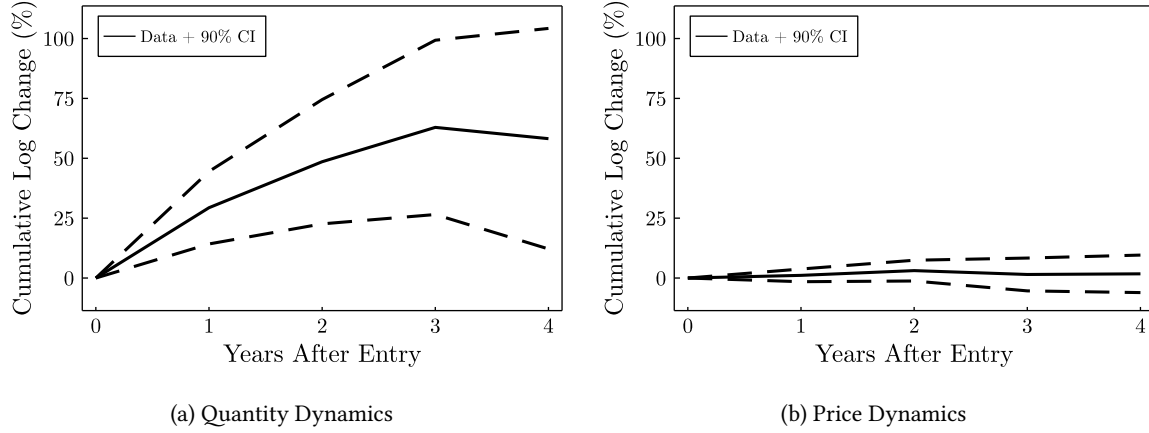 Cumulative Log Change (%)
100
75
50
25
0
Data + 90% CI
0 1 2 3 4
Years After Entry
(a) Quantity Dynamics
Cumulative Log Change (%)
100
75
50
25
0
Data + 90% CI
0 1 2 3 4
Years After Entry
(b) Price Dynamics